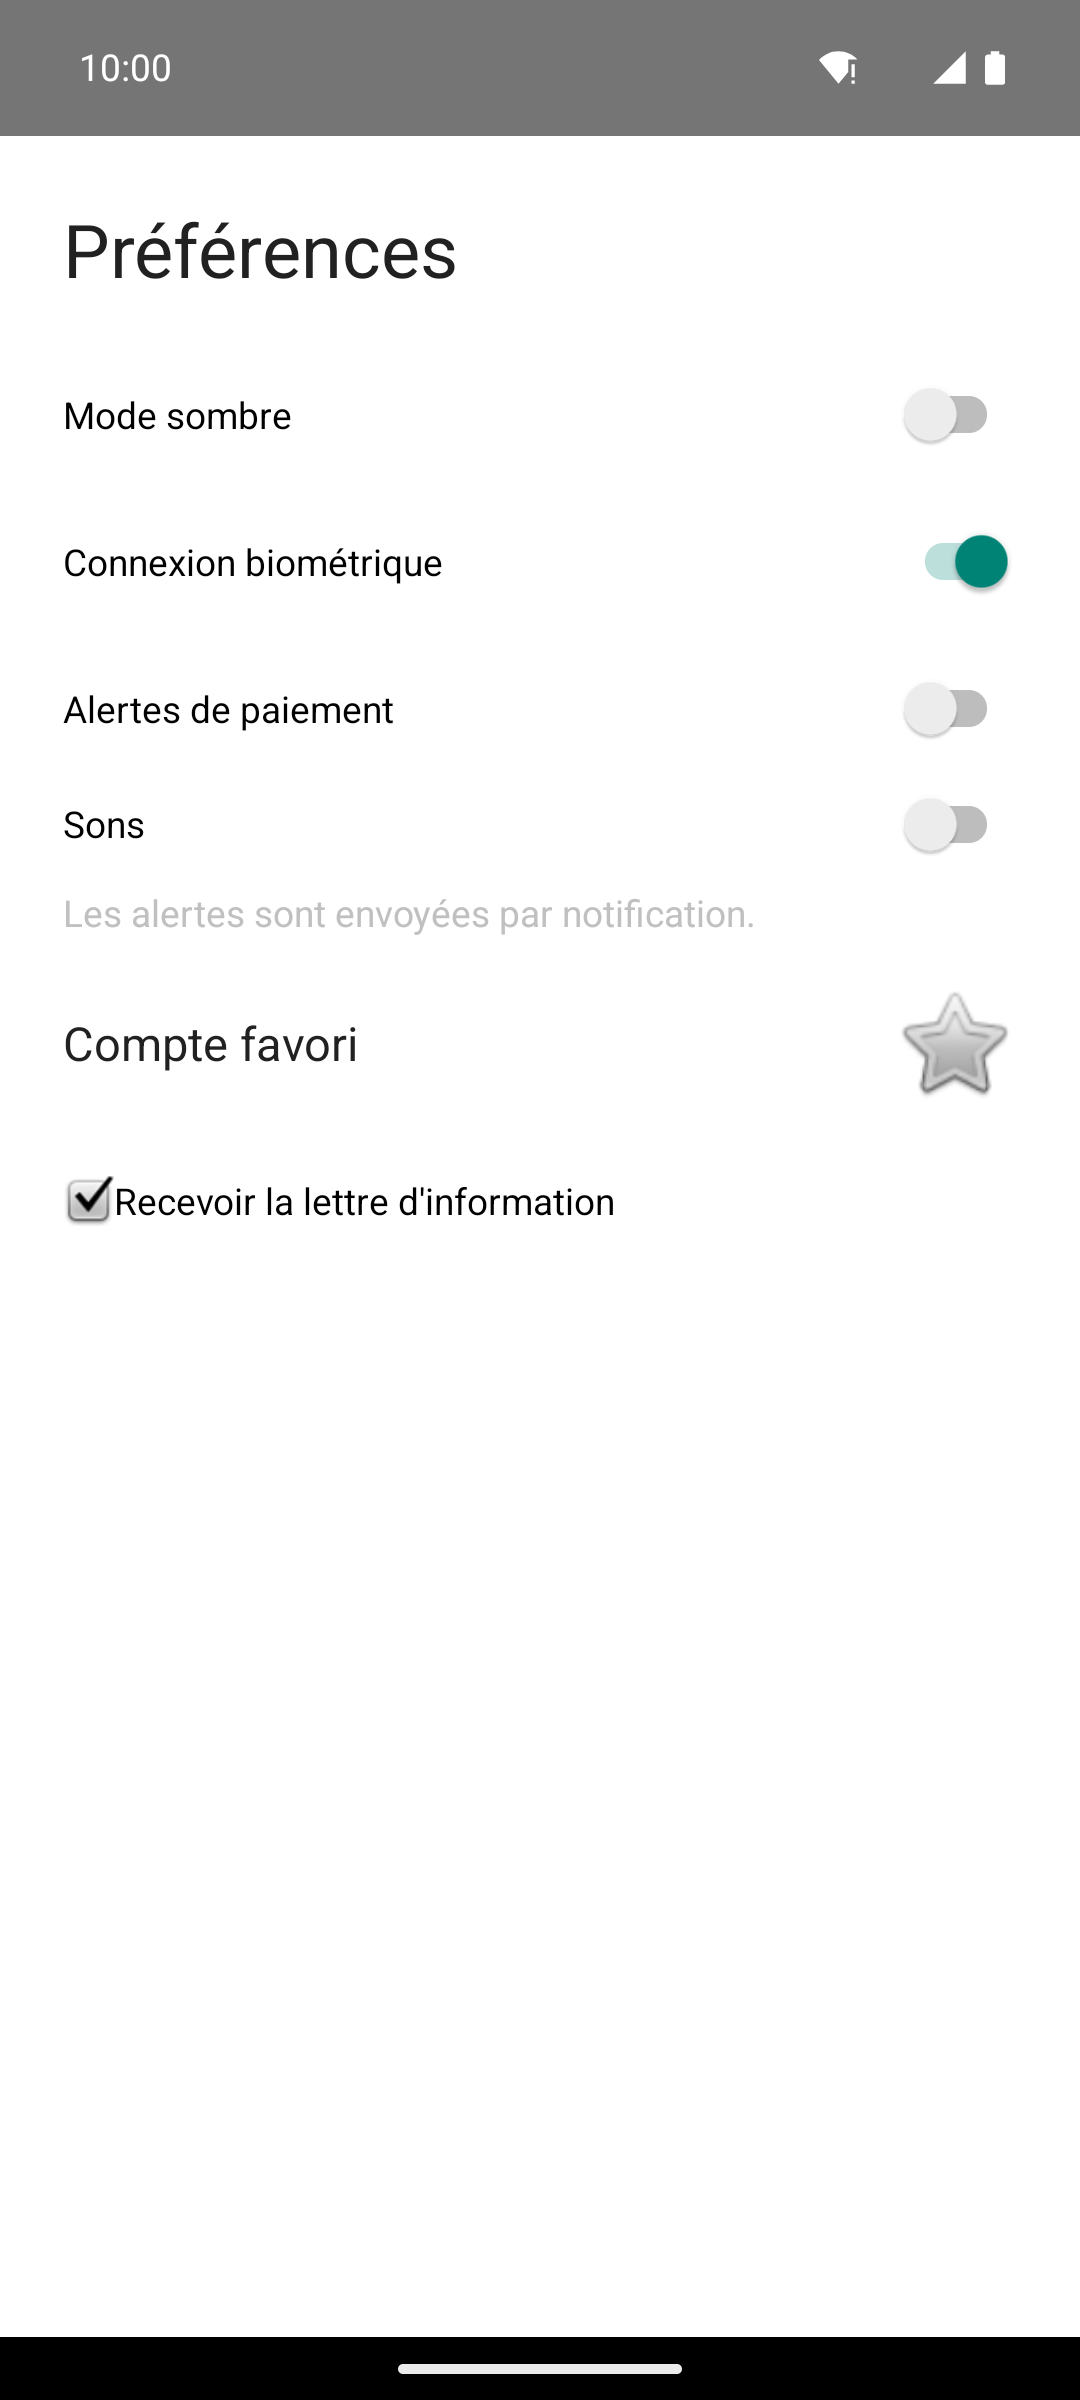 10:00
Préférences
Mode sombre
Connexion biométrique
Alertes de paiement
Sons
Les alertes sont envoyées par notification.
Compte favori
Recevoir la lettre d'information